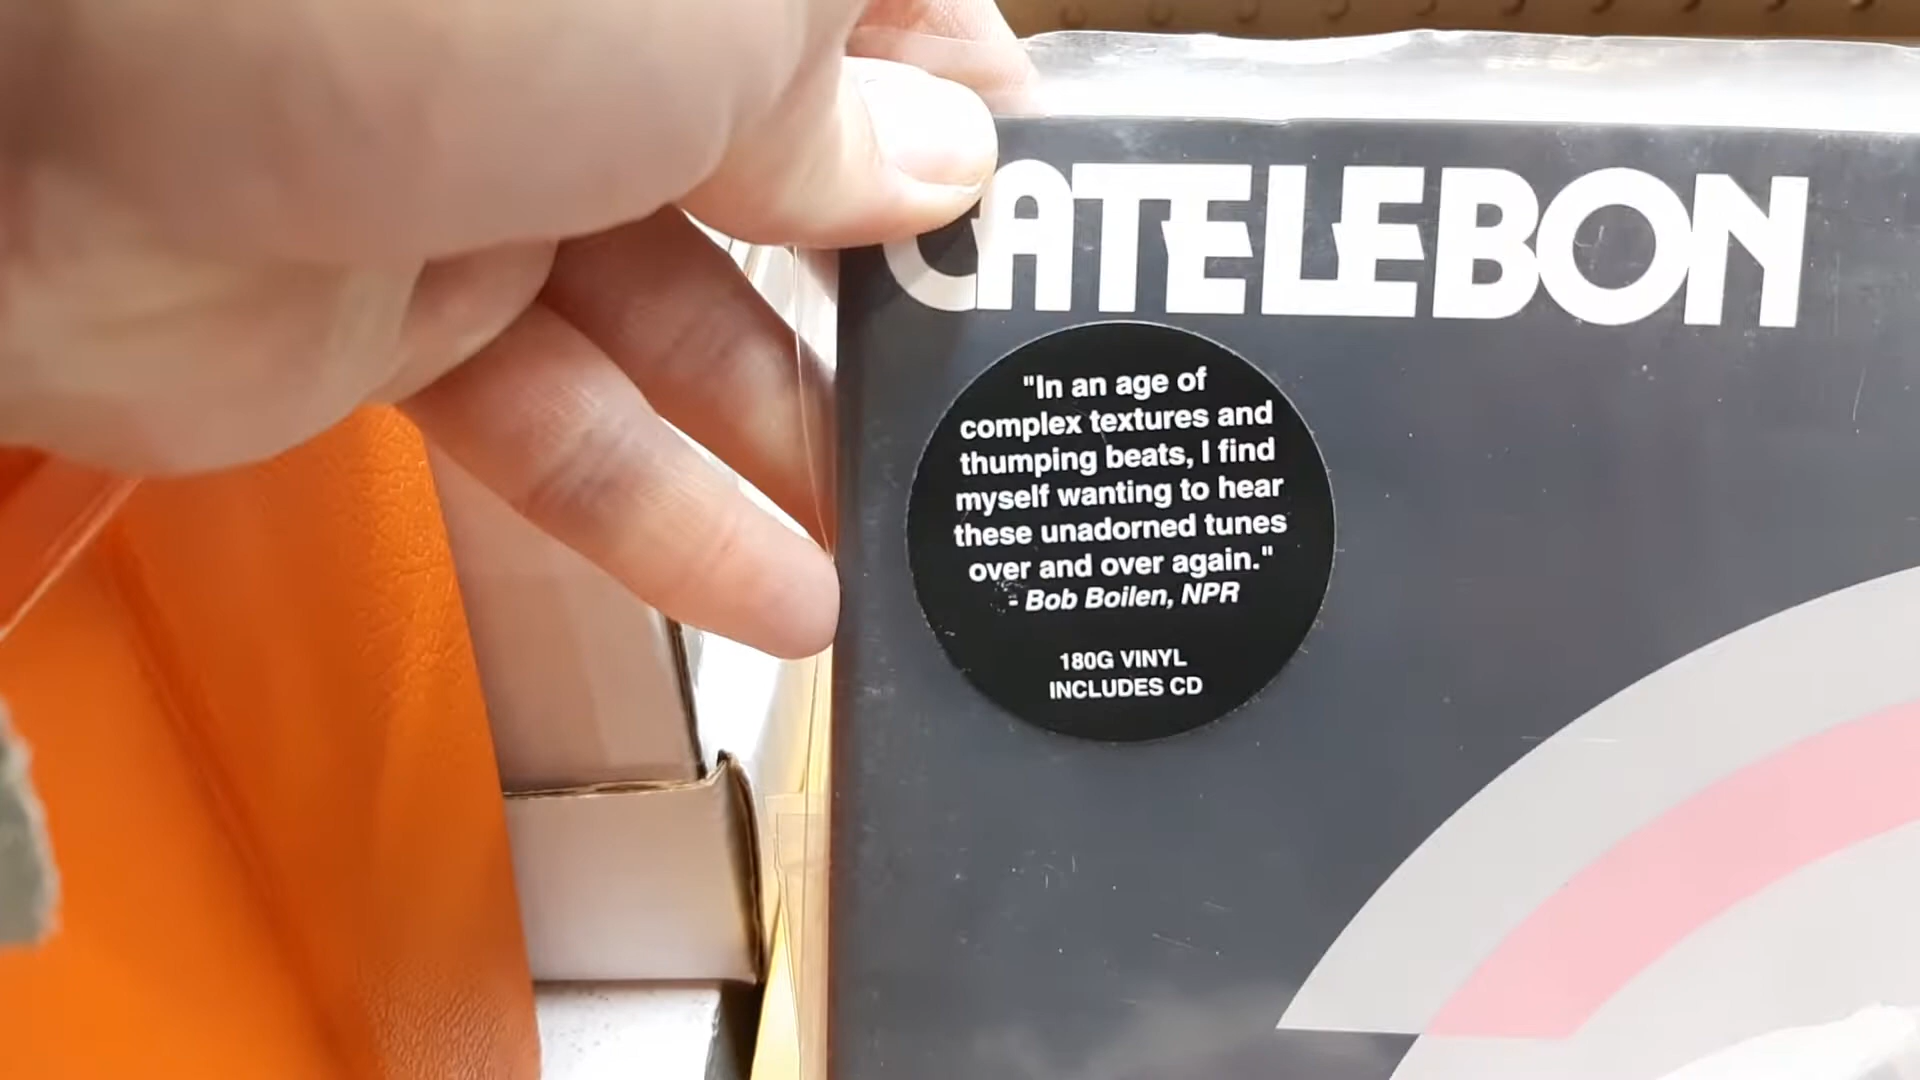 CATE LE BON
"In an age of
complex textures and
thumping beats, I find
myself wanting to hear
these unadorned tunes
over and over again."
- Bob Boilen, NPR
180G VINYL
INCLUDES CD